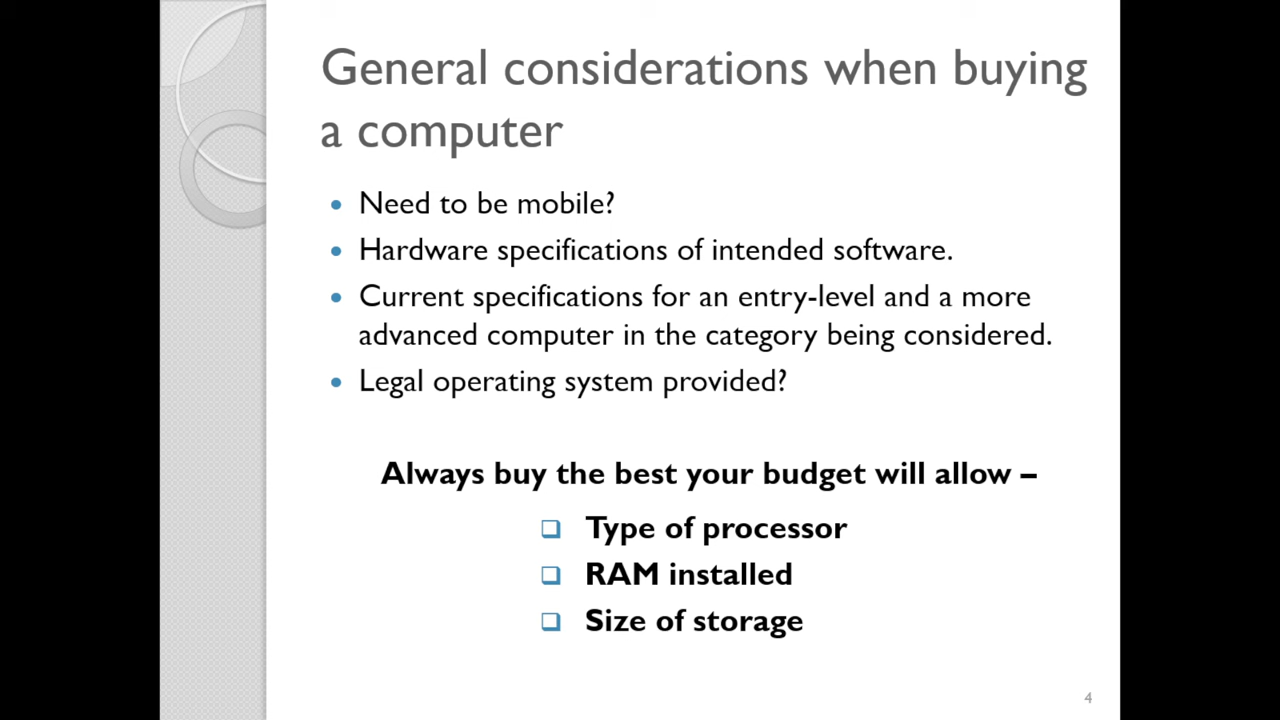 General considerations when buying
a computer
• Need to be mobile?
• Hardware specifications of intended software.
• Current specifications for an entry-level and a more
advanced computer in the category being considered.
• Legal operating system provided?
Always buy the best your budget will allow –
❑ Type of processor
❑ RAM installed
❑ Size of storage
4